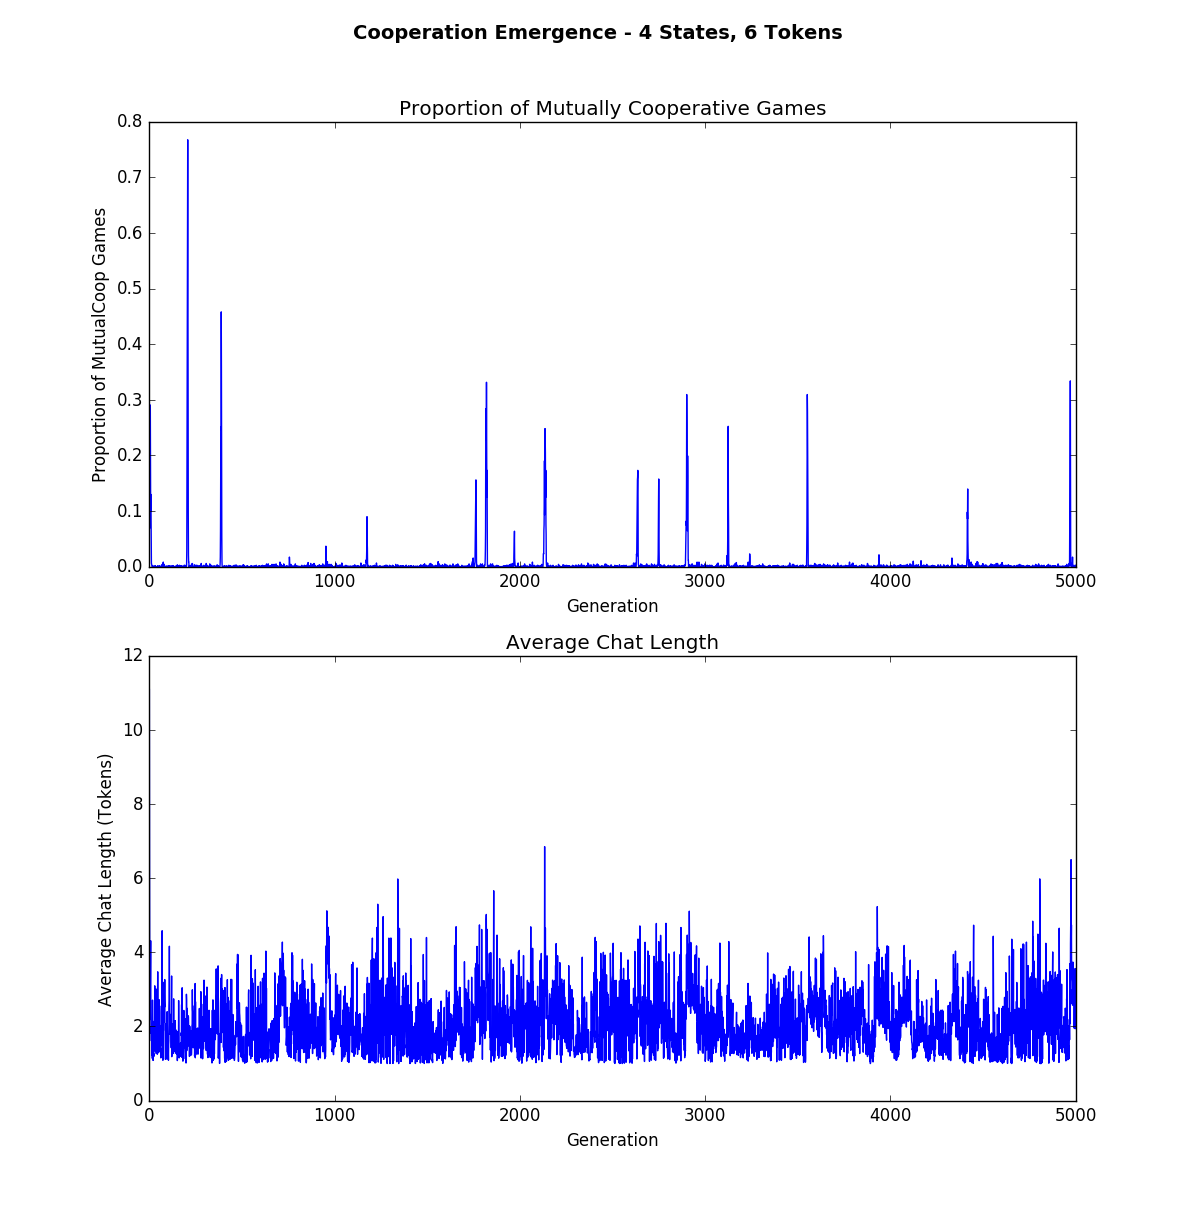 Cooperation Emergence - 4 States, 6 Tokens
Proportion of Mutually Cooperative Games
Proportion of MutualCoop Games
0.8
0.7
0.6
0.5
0.4
0.3
0.2
0.1
0.0
0 1000 2000 3000 4000 5000
Generation
Average Chat Length
Average Chat Length (Tokens)
12
10
8
6
4
2
0
0 1000 2000 3000 4000 5000
Generation